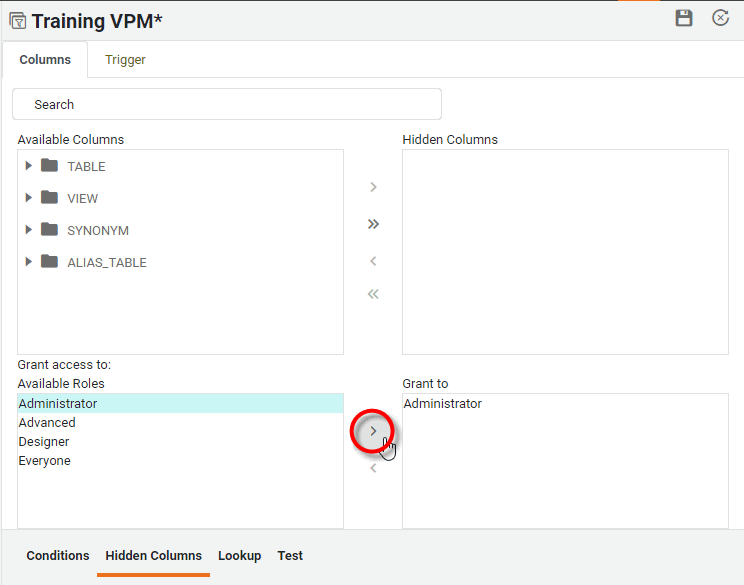 Training VPM*
Columns
Trigger
Search
Available Columns
Hidden Columns
TABLE
VIEW
SYNONYM
ALIAS_TABLE
Grant access to:
Available Roles
Grant to
Administrator
Administrator
Advanced
Designer
Everyone
Conditions
Hidden Columns
Lookup
Test